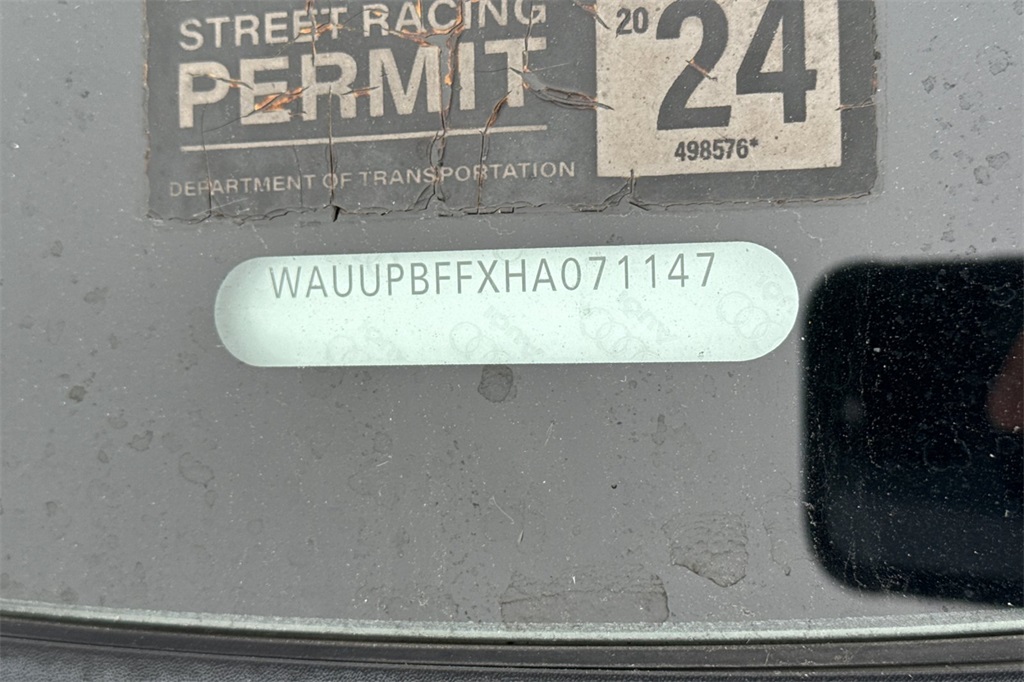 STREET RACING
PERMIT
DEPARTMENT OF TRANSPORTATION
20 24
498576*
WAUUPBFFXHA071147